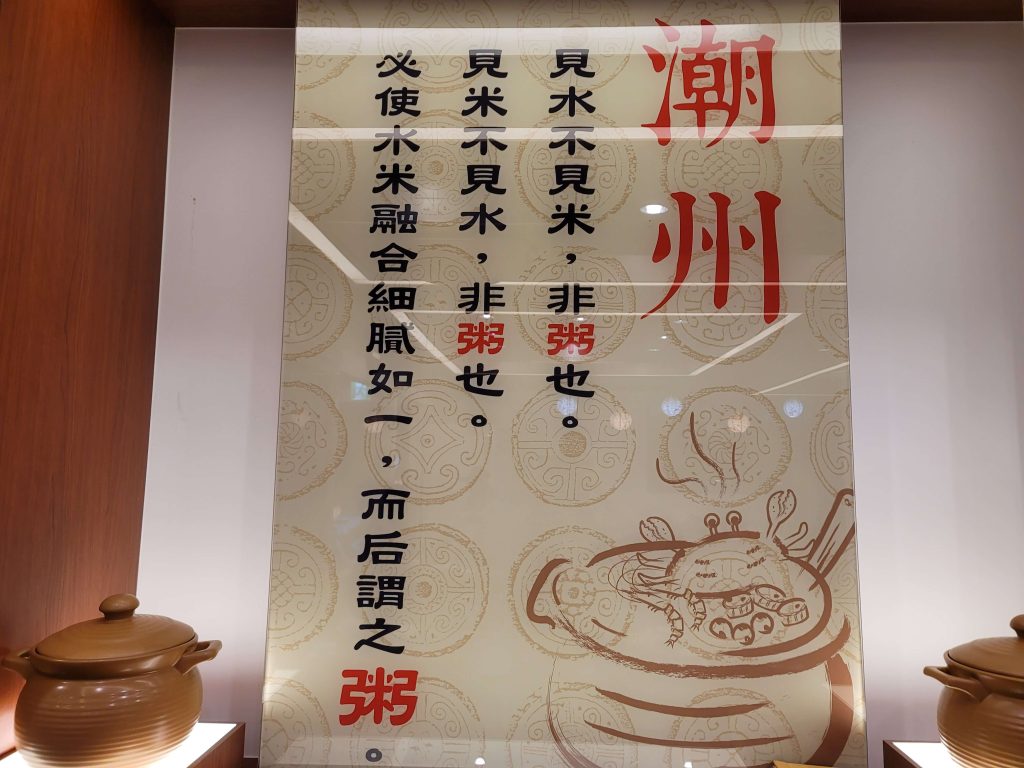 潮州
見水不見米，非粥也。
見米不見水，非粥也。
必使水米融合細膩如一，而后謂之粥。